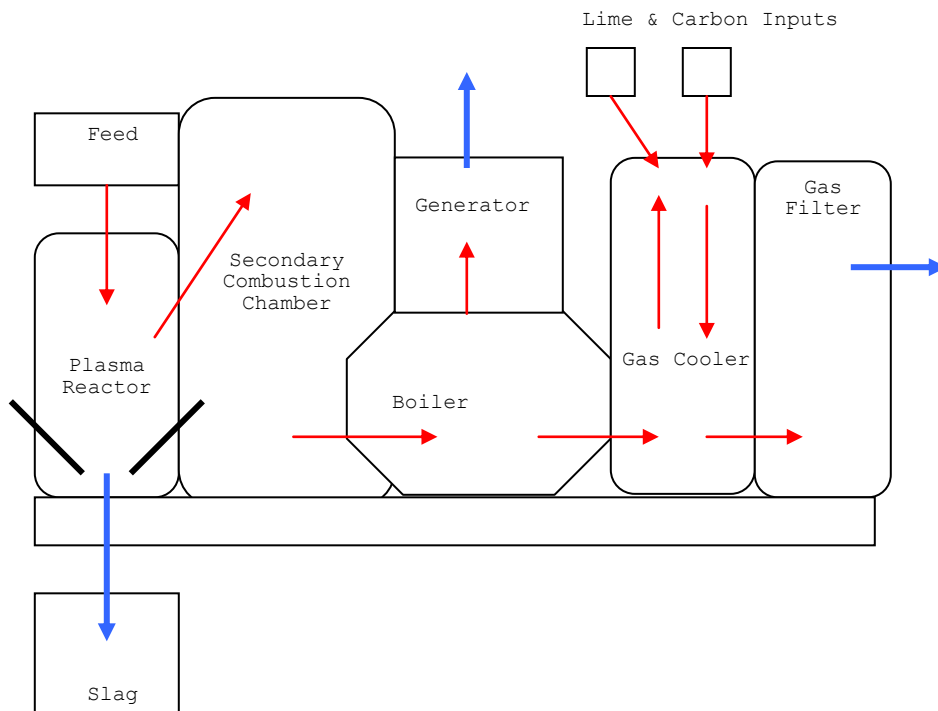 Lime & Carbon Inputs
Feed
Generator
Gas
Filter
Secondary
Combustion
Chamber
Plasma
Reactor
Gas Cooler
Boiler
Slag